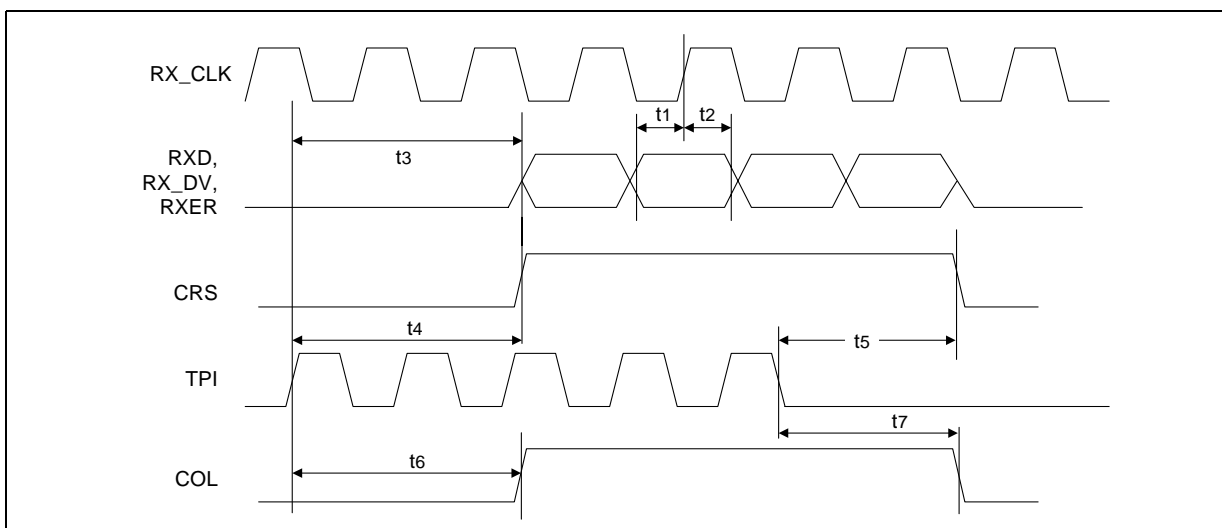 RX_CLK
t1
t2
t3
RXD,
RX_DV,
RXER
CRS
t4
t5
TPI
t7
t6
COL